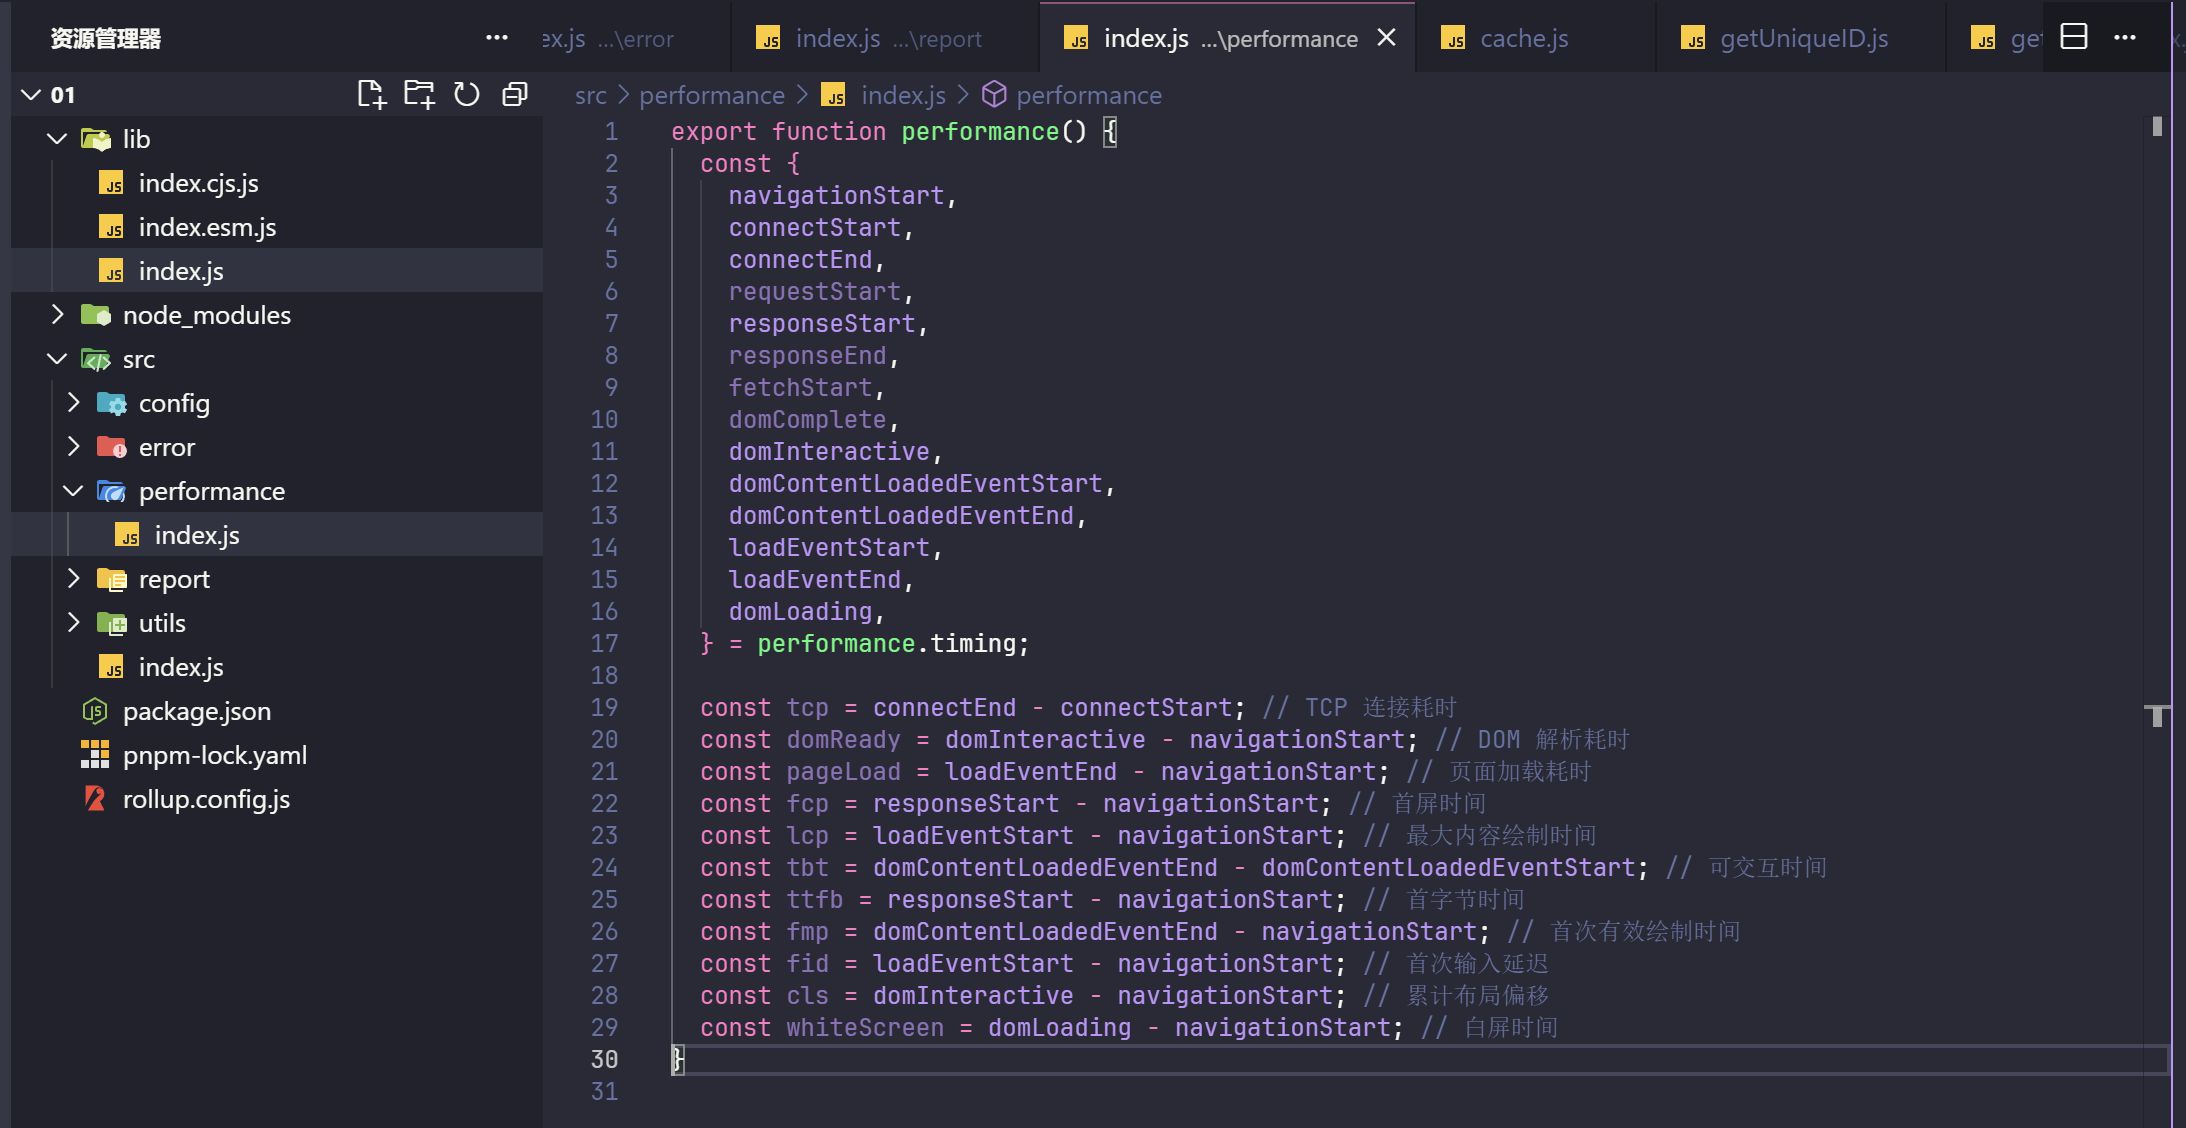 资源管理器
ex.js ...\error
index.js ...\report
index.js ...\performance
cache.js
getUniqueID.js
01
src > performance > index.js > performance
lib
index.cjs.js
index.esm.js
index.js
node_modules
src
config
error
performance
index.js
report
utils
index.js
package.json
pnpm-lock.yaml
rollup.config.js
1 export function performance() {
2 const {
3 navigationStart,
4 connectStart,
5 connectEnd,
6 requestStart,
7 responseStart,
8 responseEnd,
9 fetchStart,
10 domComplete,
11 domInteractive,
12 domContentLoadedEventStart,
13 domContentLoadedEventEnd,
14 loadEventStart,
15 loadEventEnd,
16 domLoading,
17 } = performance.timing;
18
19 const tcp = connectEnd - connectStart; // TCP 连接耗时
20 const domReady = domInteractive - navigationStart; // DOM 解析耗时
21 const pageLoad = loadEventEnd - navigationStart; // 页面加载耗时
22 const fcp = responseStart - navigationStart; // 首屏时间
23 const lcp = loadEventStart - navigationStart; // 最大内容绘制时间
24 const tbt = domContentLoadedEventEnd - domContentLoadedEventStart; // 可交互时间
25 const ttfb = responseStart - navigationStart; // 首字节时间
26 const fmp = domContentLoadedEventEnd - navigationStart; // 首次有效绘制时间
27 const fid = loadEventStart - navigationStart; // 首次输入延迟
28 const cls = domInteractive - navigationStart; // 累计布局偏移
29 const whiteScreen = domLoading - navigationStart; // 白屏时间
30 }
31